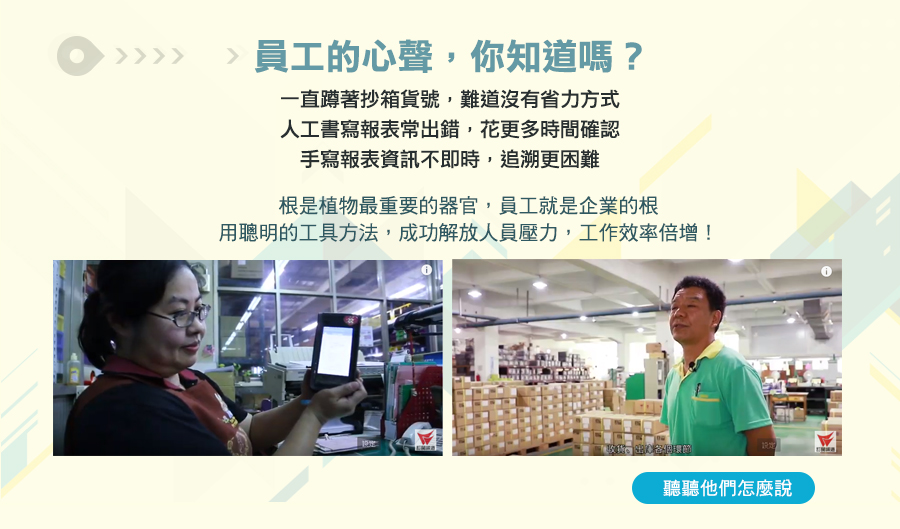 員工的心聲，你知道嗎？
一直蹲著抄箱貨號，難道沒有省力方式
人工書寫報表常出錯，花更多時間確認
手寫報表資訊不即時，追溯更困難
根是植物最重要的器官，員工就是企業的根
用聰明的工具方法，成功解放人員壓力，工作效率倍增！
設定
設定
聽聽他們怎麼說